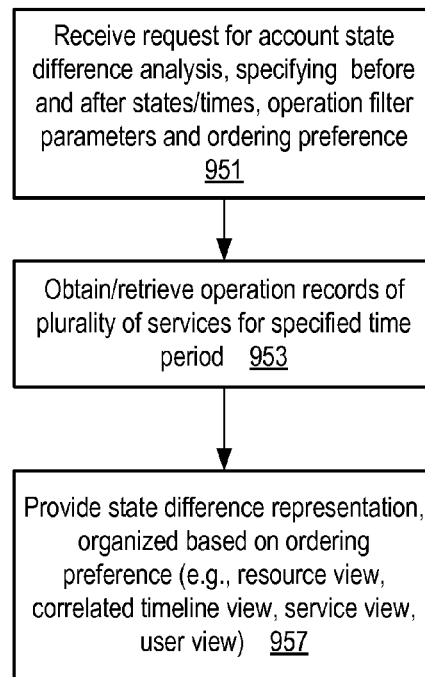 Receive request for account state
difference analysis, specifying before
and after states/times, operation filter
parameters and ordering preference
951
Obtain/retrieve operation records of
plurality of services for specified time
period 953
Provide state difference representation,
organized based on ordering
preference (e.g., resource view,
correlated timeline view, service view,
user view) 957